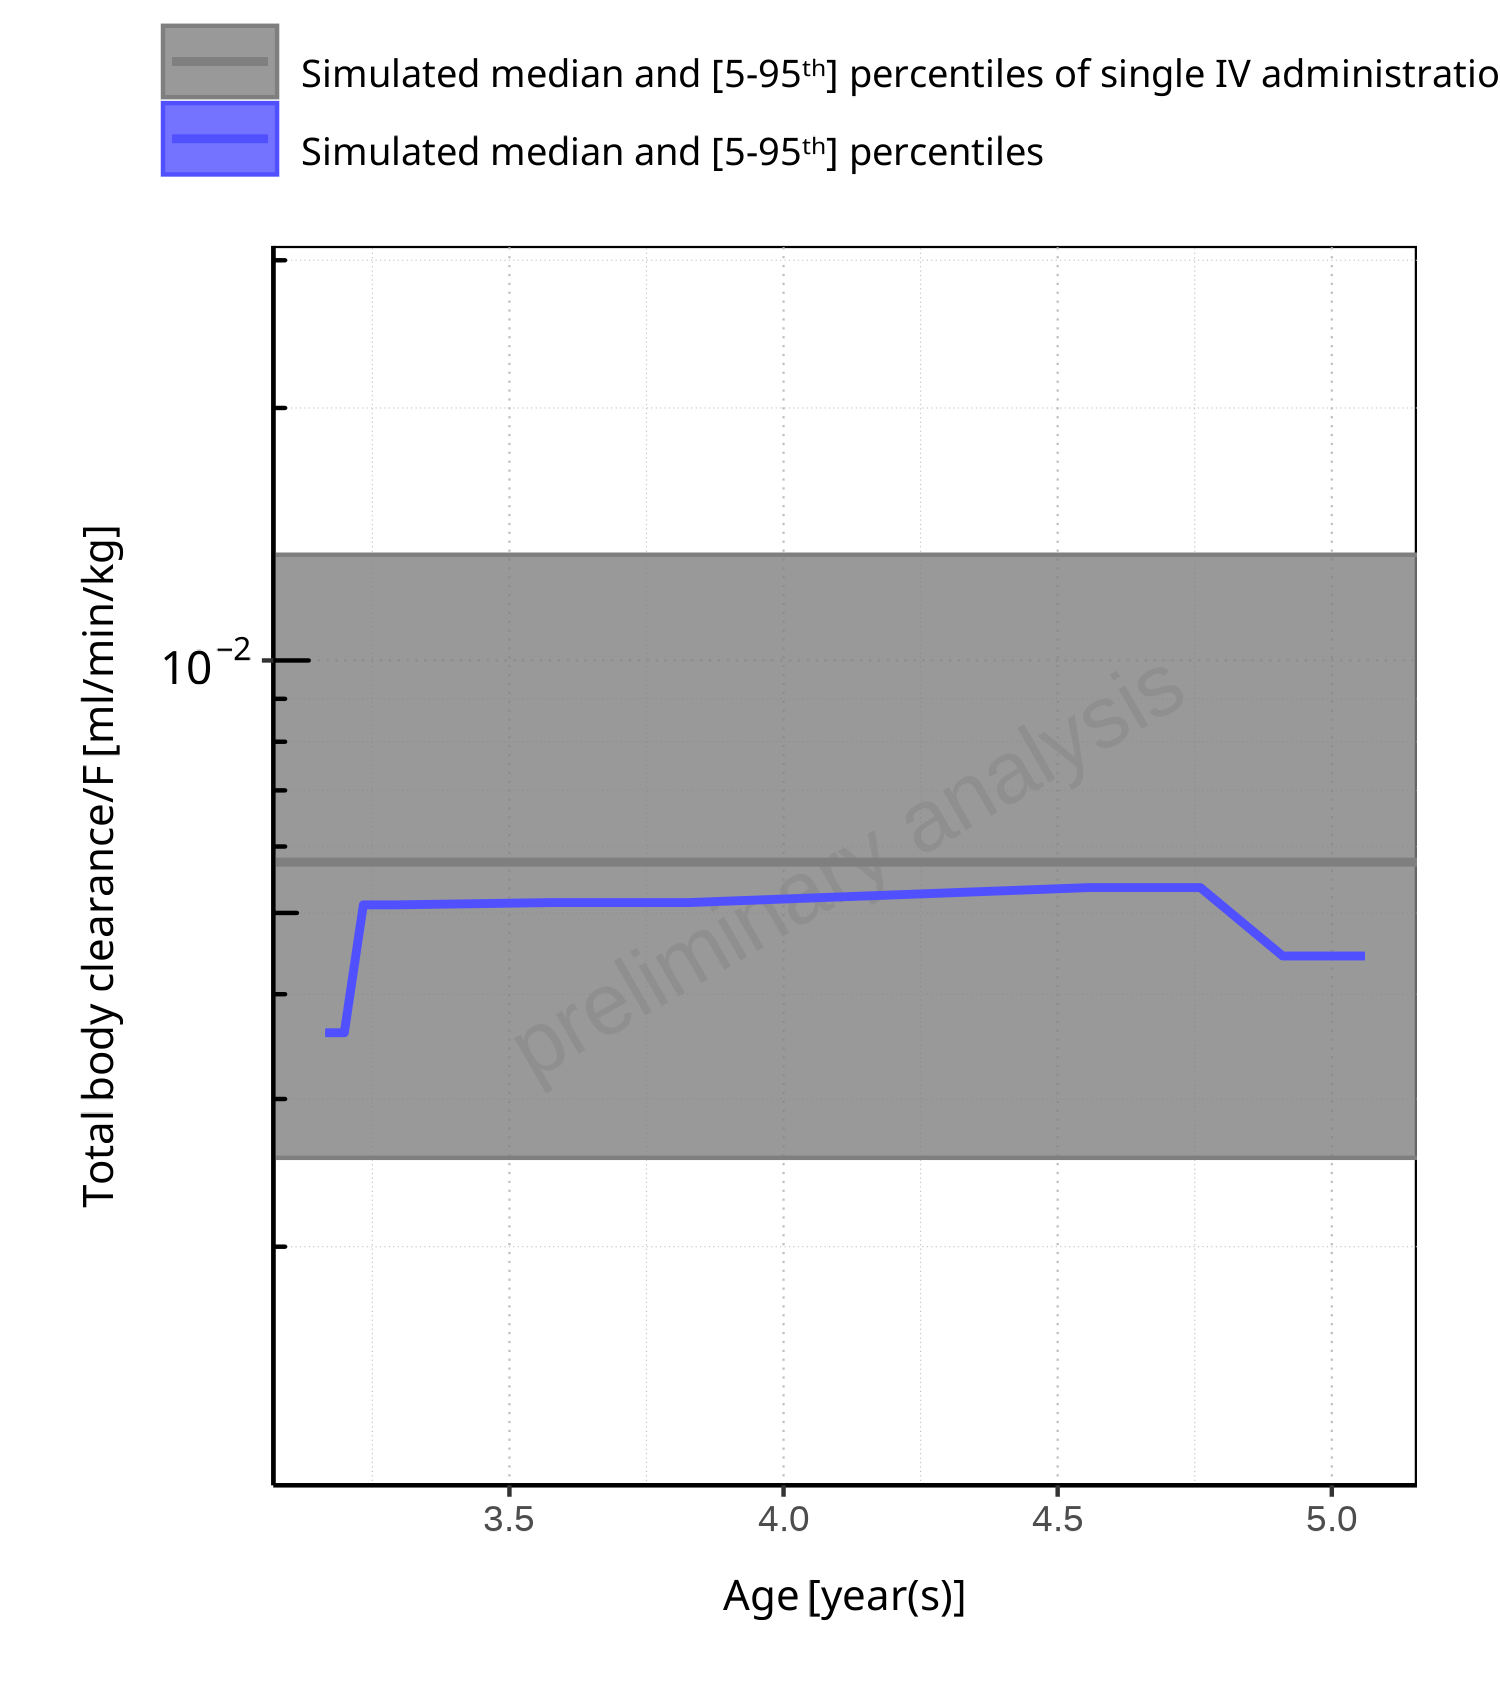 Simulated median and [5-95th] percentiles of single IV administratio
Simulated median and [5-95th] percentiles
Total body clearance/F [ml/min/kg]
10−2
preliminary analysis
3.5 4.0 4.5 5.0
Age [year(s)]